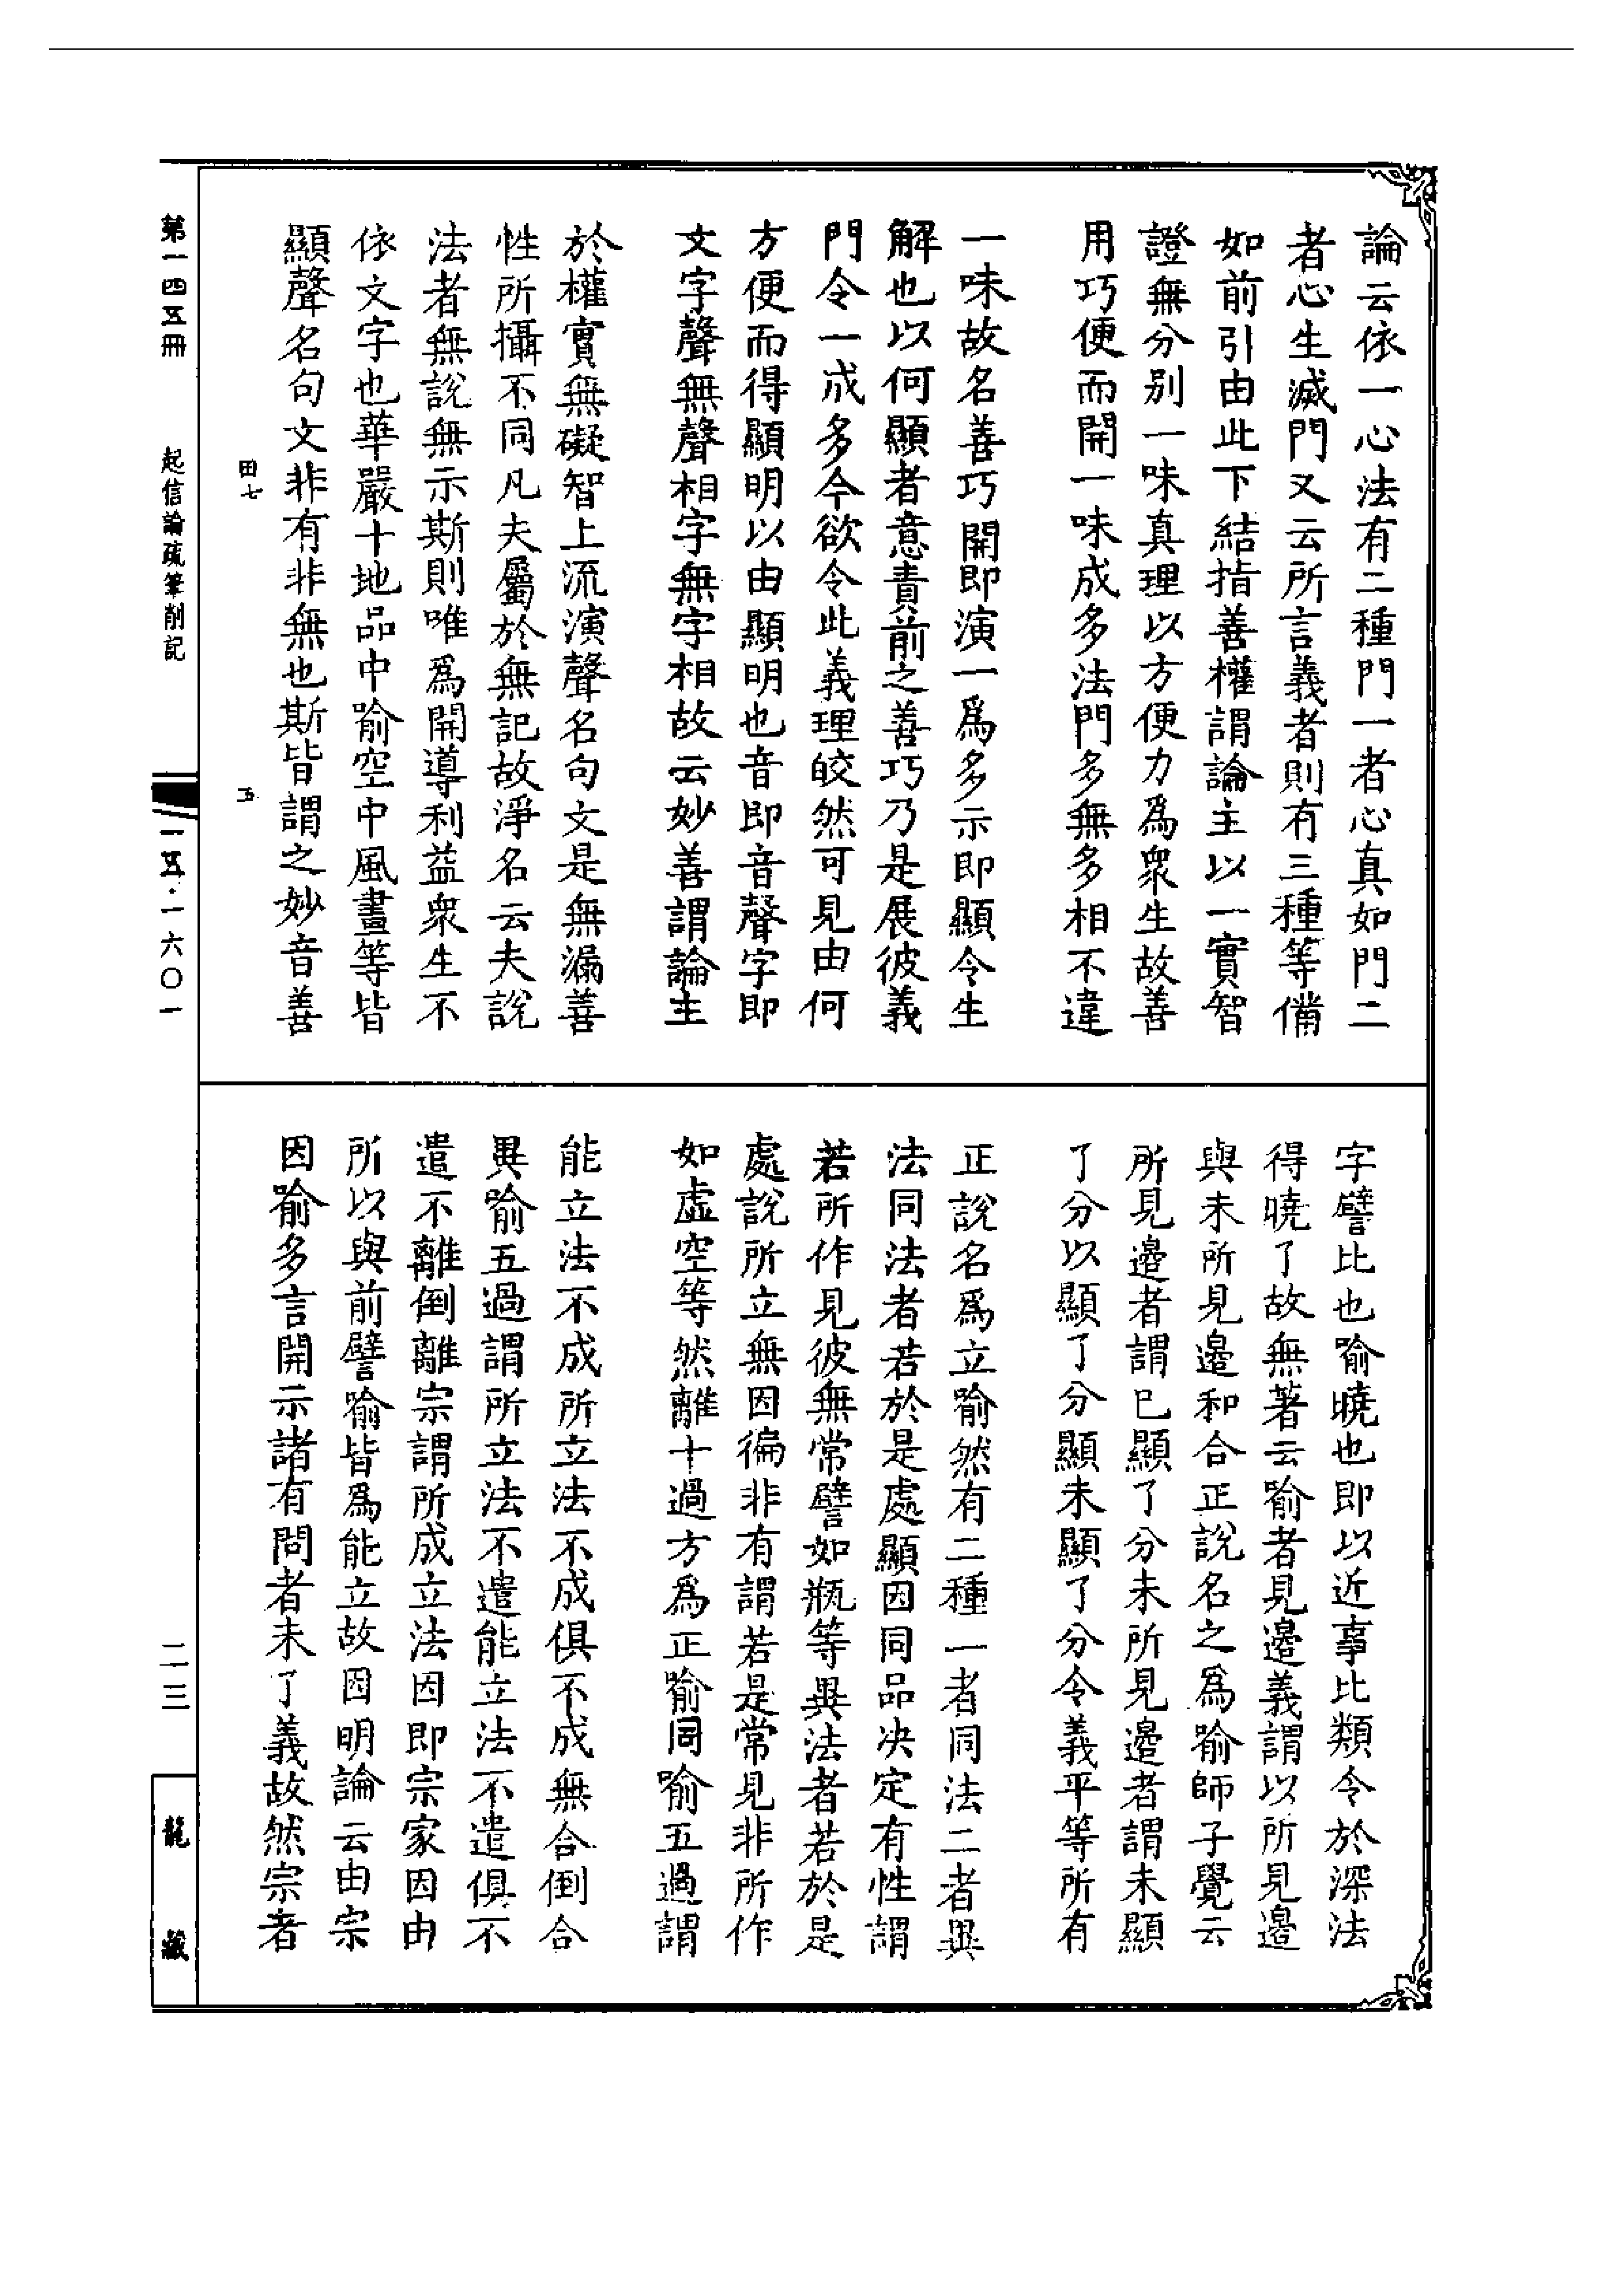 論云依一心法有二種門一者心真如門二
者心生滅門又云所言義者則有三種等備
如前引由此下結指善權謂論主以一實智
證無分别一味真理以方便力為衆生故善
用巧便而開一味成多法門多無多相不違
一味故名善巧開即演一爲多示即顯令生
解也以何顯者意責前之善巧乃是展彼義
門令一成多今欲令此義理皎然可見由何
方便而得顯明以由顯明也音即音聲字即
文字聲無聲相字無字相故云妙善謂論主
於權實無礙智上流演聲名句文是無漏善
性所攝不同凡夫屬於無記故淨名云夫說
法者無說無示斯則唯爲開導利益衆生不
依文字也華嚴十地品中喻空中風畫等皆
顯聲名句文非有非無也斯皆謂之妙音善
字譬比也喻曉也即以近事比類令於深法
得曉了故無著云喻者見邊義謂以所見邊
與未所見邊和合正說名之爲喻師子覺云
所見邊者謂已顯了分未所見邊者謂未顯
了分以顯了分顯未顯了分令義平等所有
正說名爲立喻然有二種一者同法二者異
法同法者若於是處顯因同品决定有性謂
若所作見彼無常譬如瓶等異法者若於是
處說所立無因徧非有謂若是常見非所作
如虛空等然離十過方爲正喻同喻五過謂
能立法不成所立法不成俱不成無合倒合
異喻五過謂所立法不遣能立法不遣俱不
遣不離倒離宗謂所成立法因即宗家因由
所以與前譬喻皆爲能立故因明論云由宗
因喻多言開示諸有問者未了義故然宗者
田七
五
第一四五冊
起信論疏筆削記
一五·一六〇一
二三
龍藏